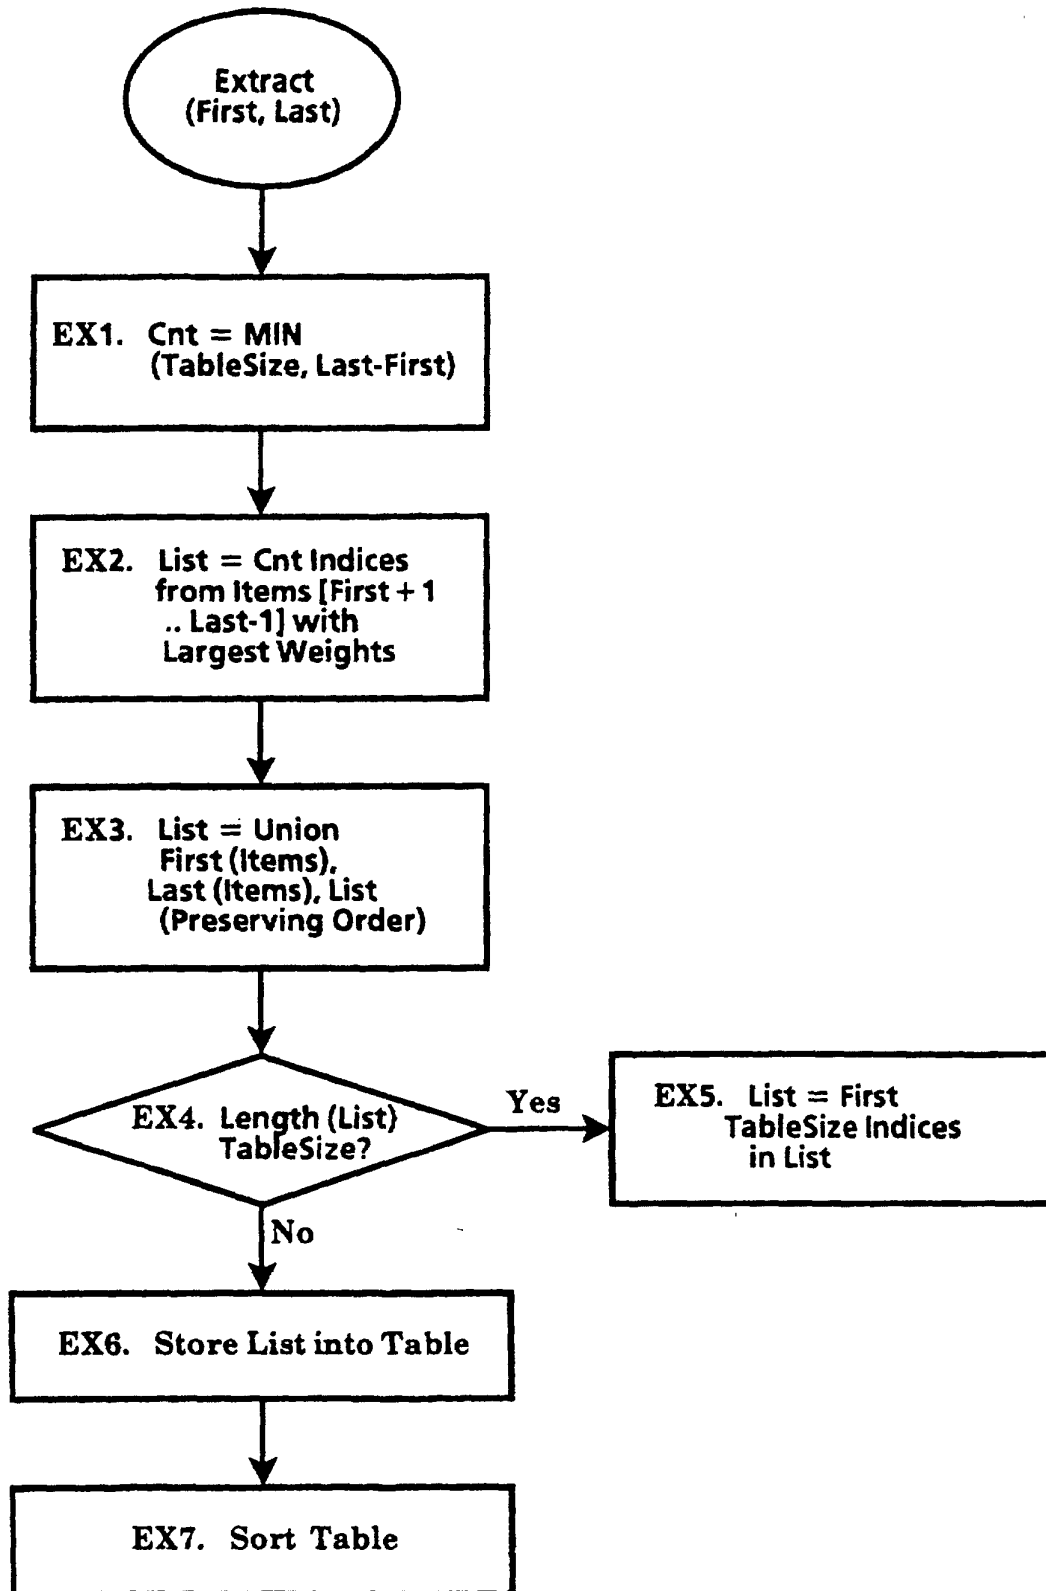 Extract
(First, Last)
EX1. Cnt = MIN
(TableSize, Last-First)
EX2. List = Cnt Indices
from Items [First + 1
.. Last-1] with
Largest Weights
EX3. List = Union
First (Items),
Last (Items), List
(Preserving Order)
EX4. Length (List)
TableSize?
Yes
EX5. List = First
TableSize Indices
in List
No
EX6. Store List into Table
EX7. Sort Table